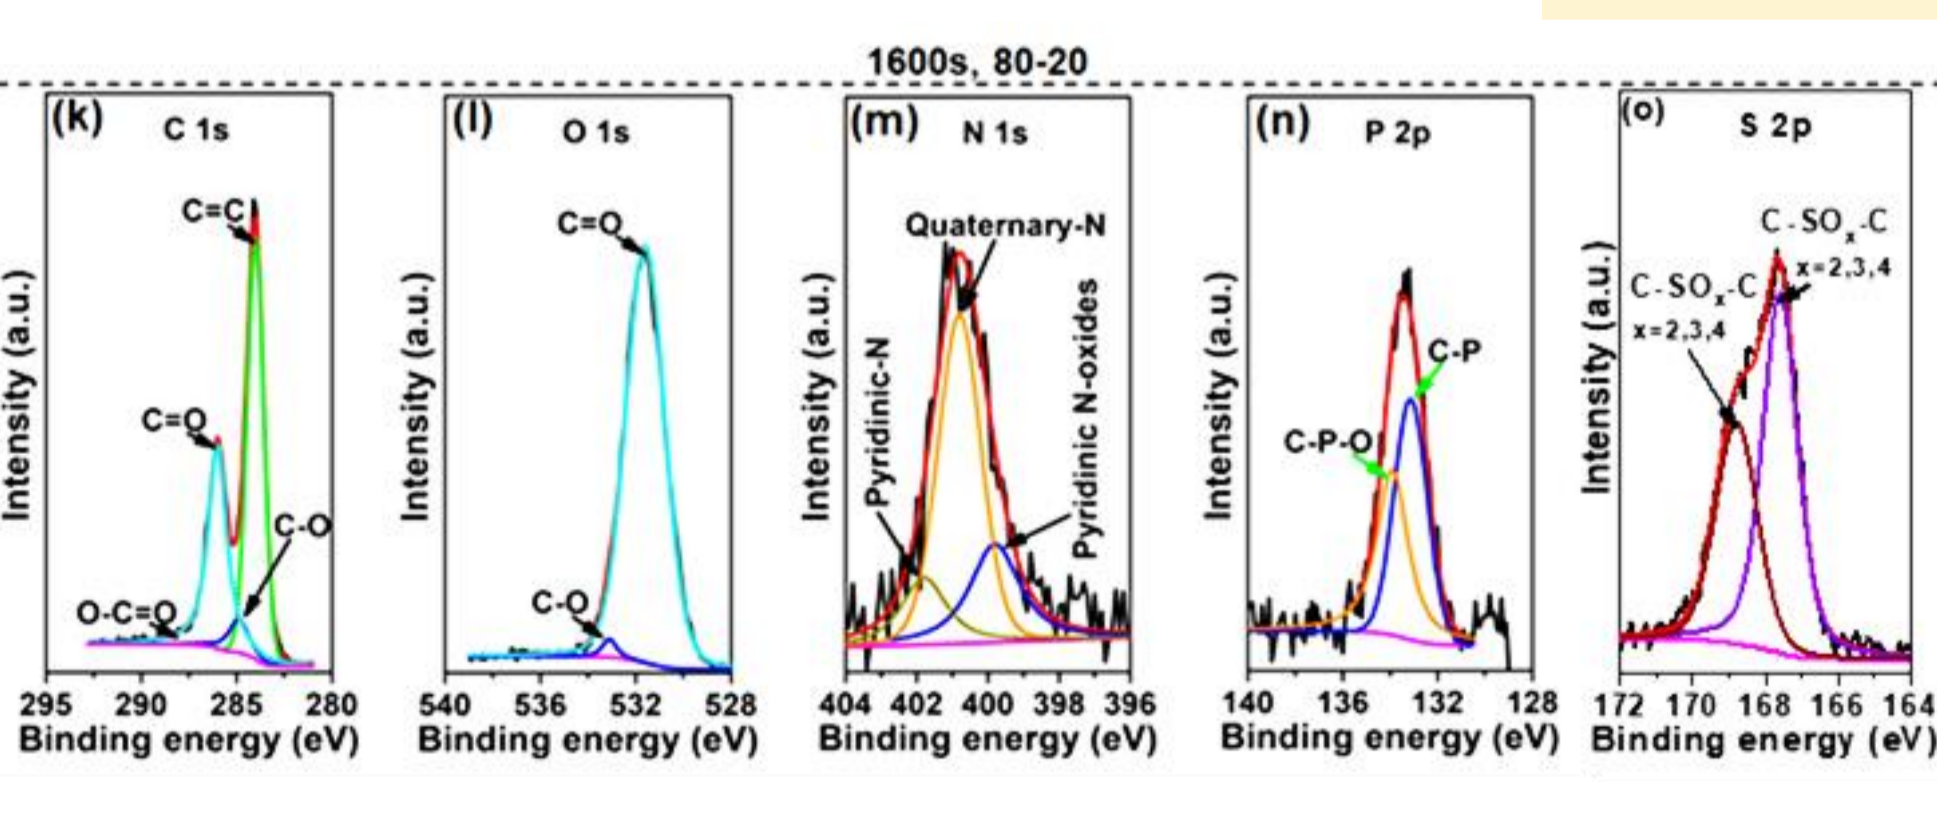 1600s, 80-20
(k)
C 1s
C=C
C=O
C-O
O-C=O
Intensity (a.u.)
295 290 285 280
Binding energy (eV)
(l)
O 1s
C=O
C-O
Intensity (a.u.)
540 536 532 528
Binding energy (eV)
(m)
N 1s
Quaternary-N
Pyridinic-N
Pyridinic N-oxides
Intensity (a.u.)
404 402 400 398 396
Binding energy (eV)
(n)
P 2p
C-P
C-P-O
Intensity (a.u.)
140 136 132 128
Binding energy (eV)
(o)
S 2p
C-SOx-C
x=2,3,4
C-SOx-C
x=2,3,4
Intensity (a.u.)
172 170 168 166 164
Binding energy (eV)